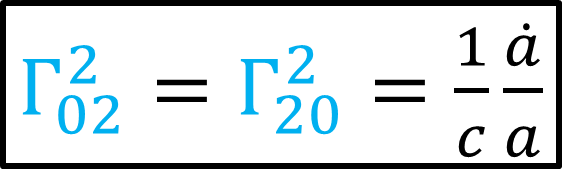 Γ²₀₂ = Γ²₂₀ = (1/c)(ȧ/a)